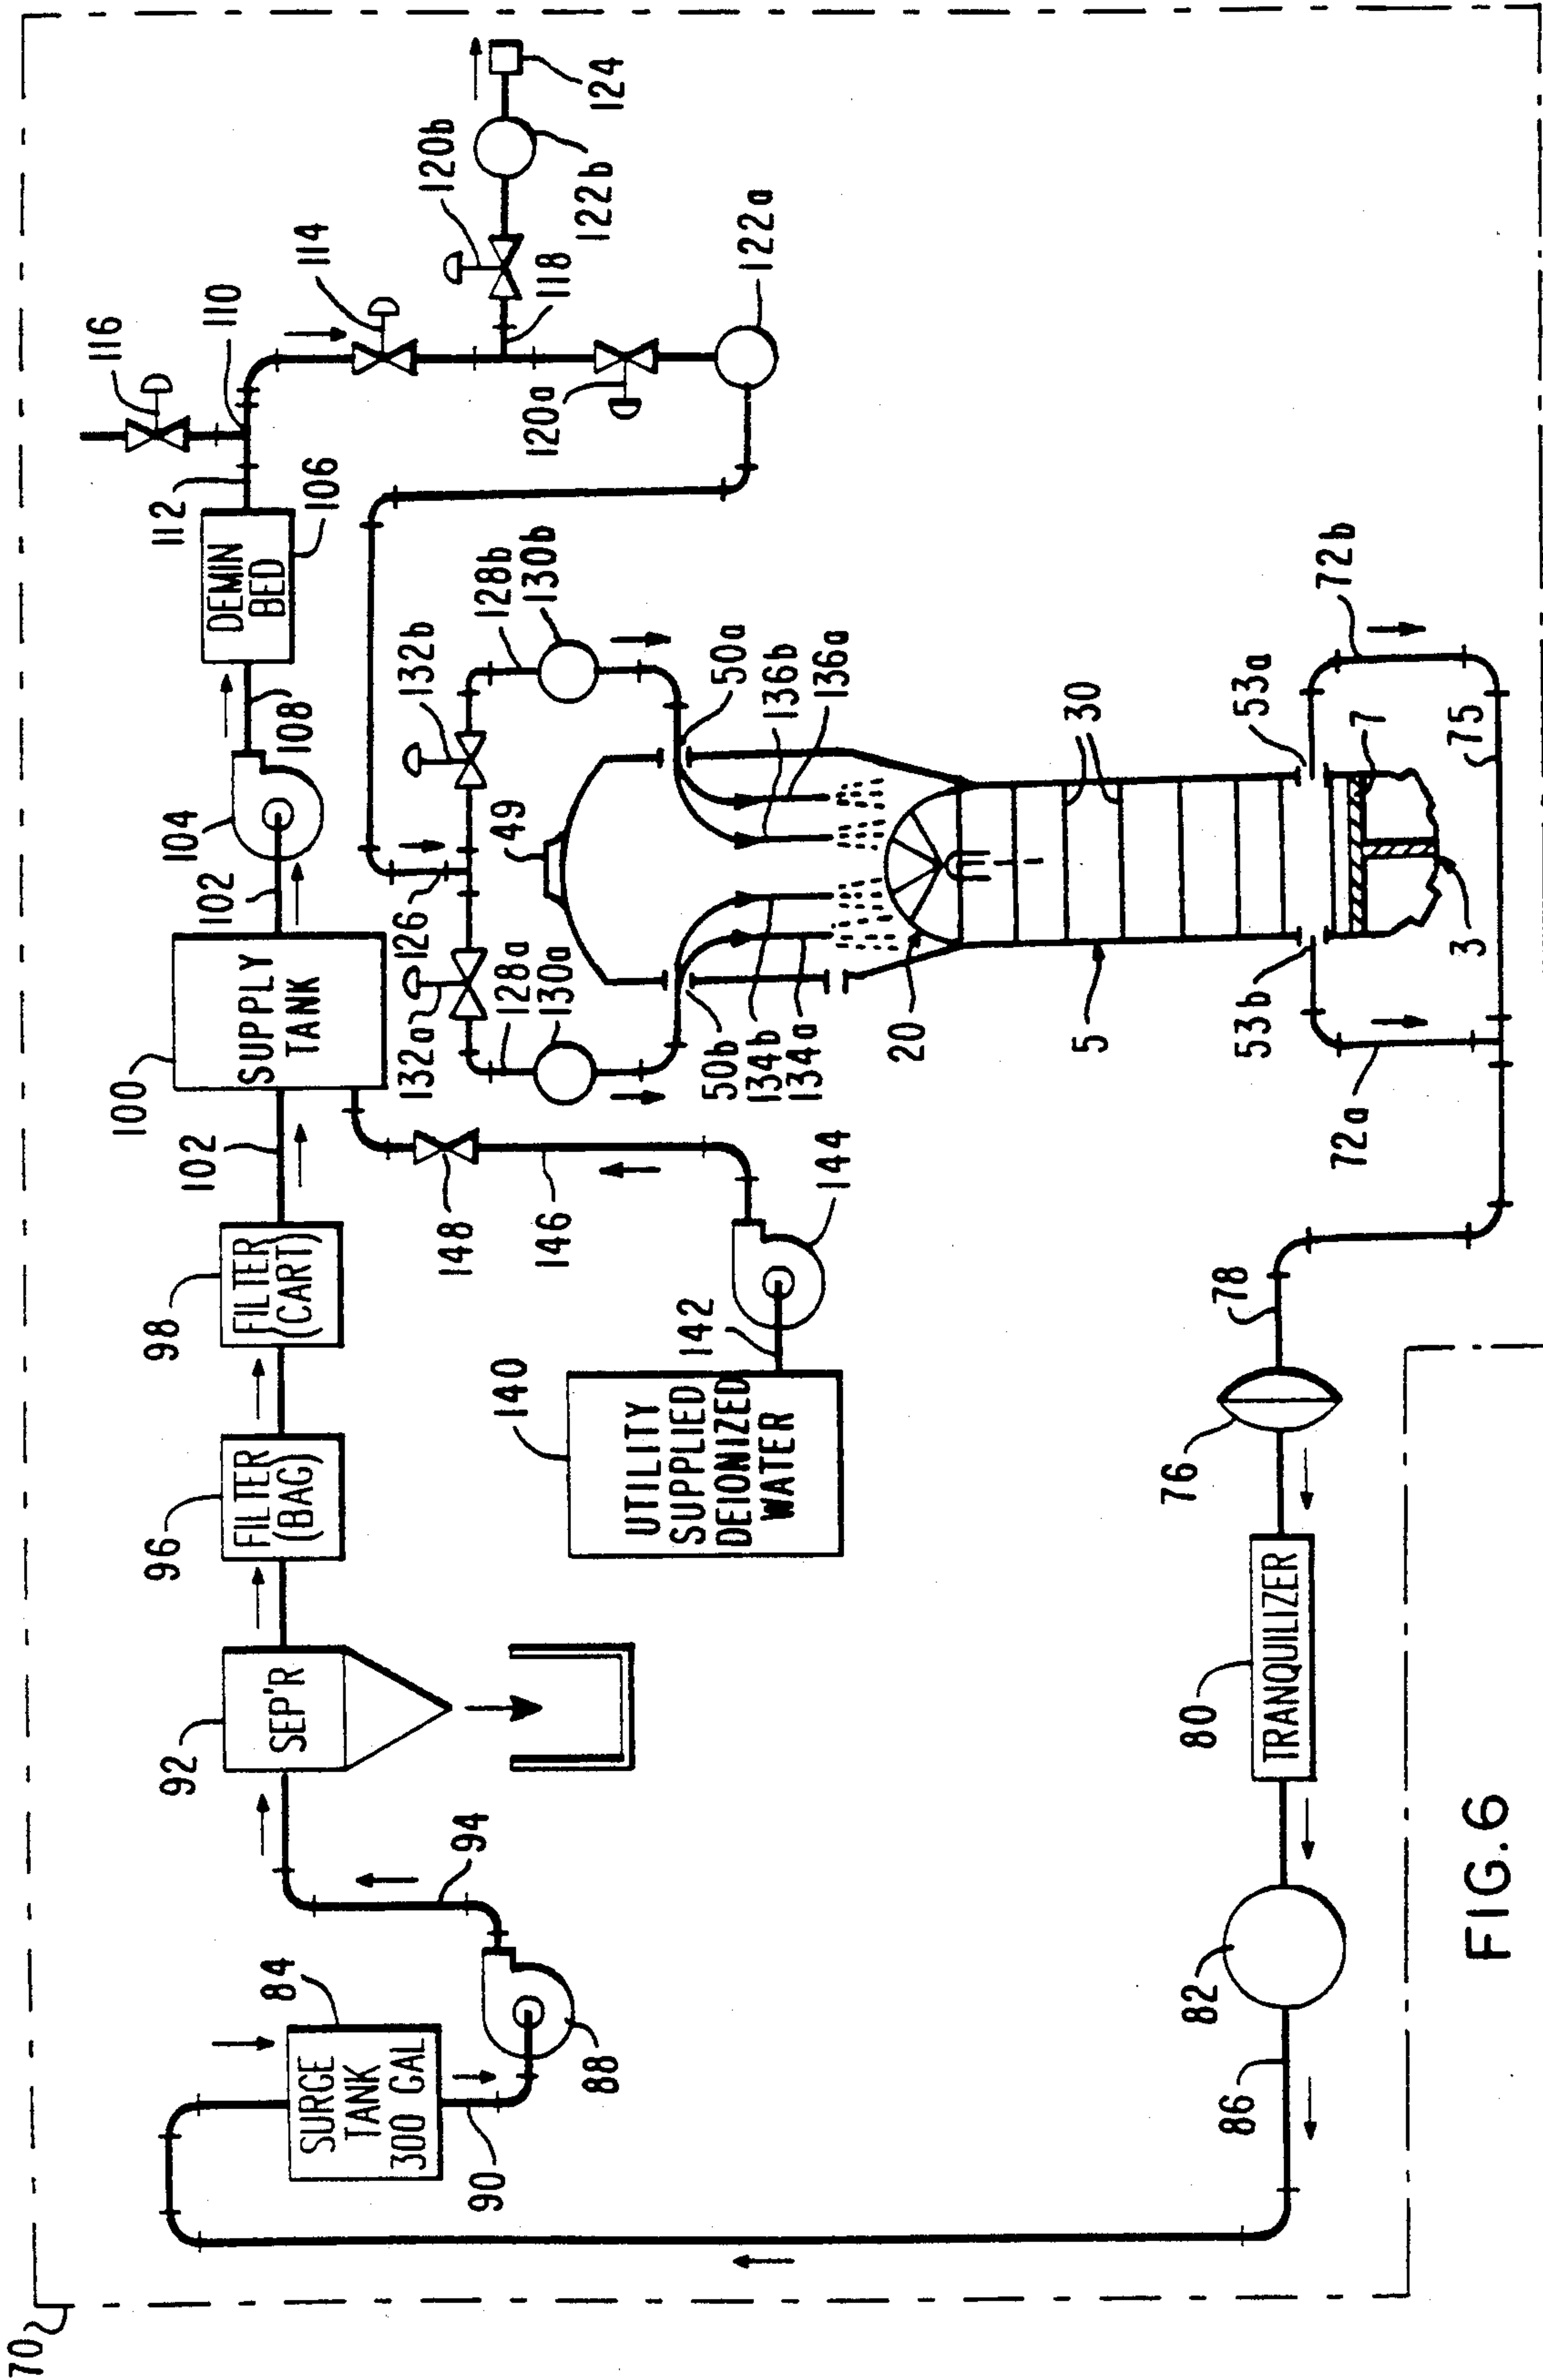 70
92
96
98
100
102
104
102
112
110
116
SEP'R
FILTER
(BAG)
FILTER
(CART)
SUPPLY
TANK
DEMIN
BED
108
106
114
84
SURGE
TANK
300 GAL
94
148
132a
126
132b
120b
90
88
146
128a
130a
49
128b
130b
120a
118
122b
124
140
UTILITY
SUPPLIED
DEIONIZED
WATER
142
144
50b
134b
134a
50a
136b
136a
122a
20
5
30
76
78
53b
53a
80
TRANQUILIZER
82
86
72a
72b
7
3
75
FIG.6